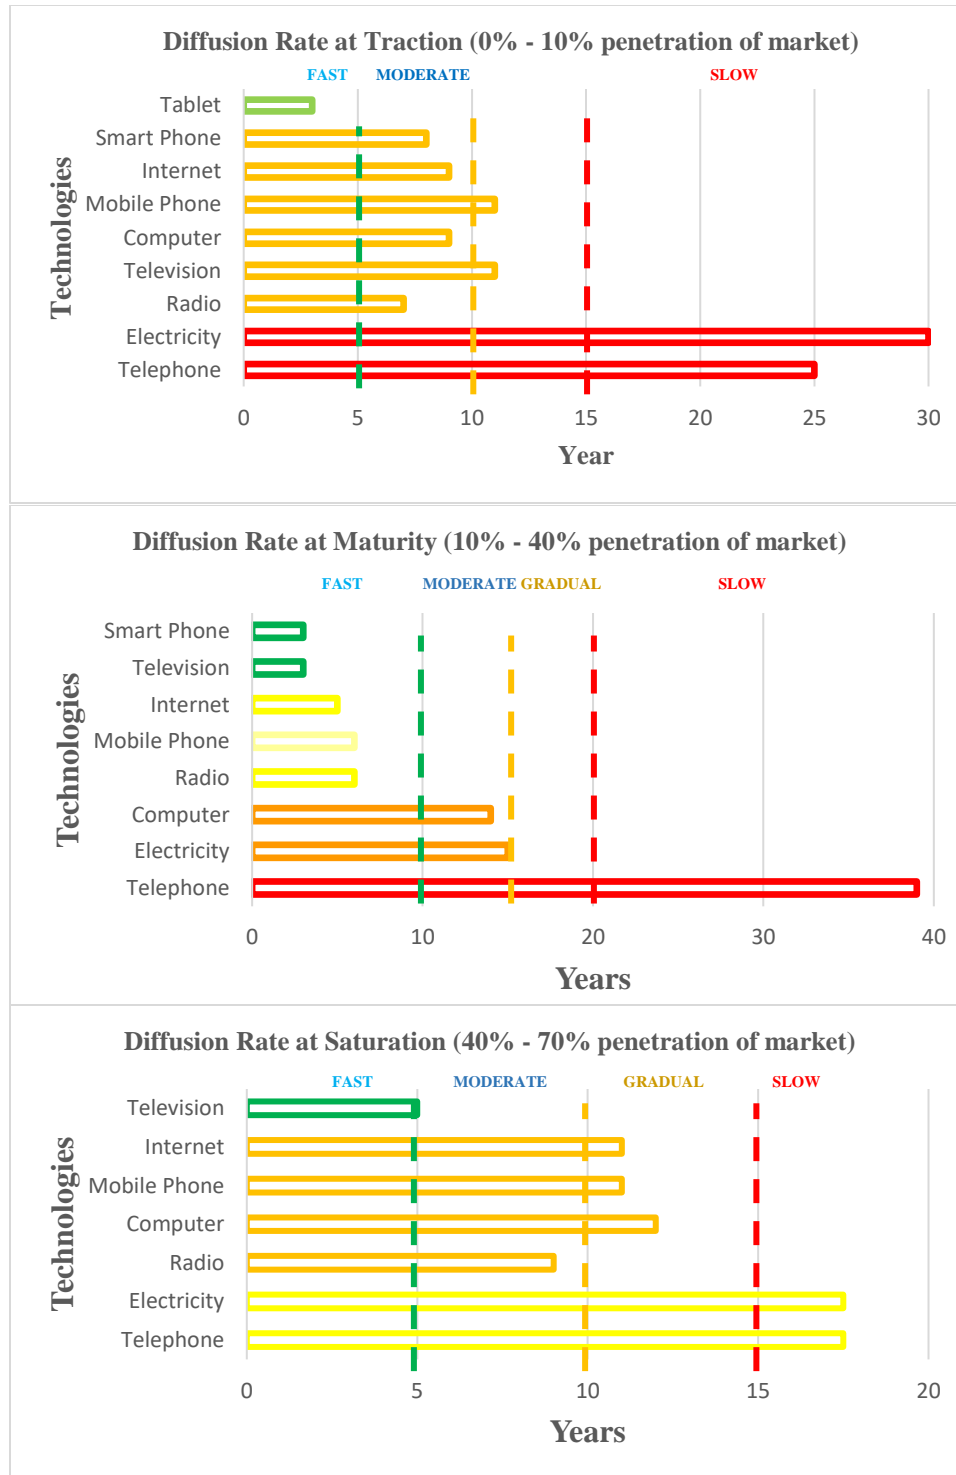 Diffusion Rate at Traction (0% - 10% penetration of market)
FAST MODERATE SLOW
Technologies
Tablet
Smart Phone
Internet
Mobile Phone
Computer
Television
Radio
Electricity
Telephone
0 5 10 15 20 25 30
Year
Diffusion Rate at Maturity (10% - 40% penetration of market)
FAST MODERATE GRADUAL SLOW
Technologies
Smart Phone
Television
Internet
Mobile Phone
Radio
Computer
Electricity
Telephone
0 10 20 30 40
Years
Diffusion Rate at Saturation (40% - 70% penetration of market)
FAST MODERATE GRADUAL SLOW
Technologies
Television
Internet
Mobile Phone
Computer
Radio
Electricity
Telephone
0 5 10 15 20
Years